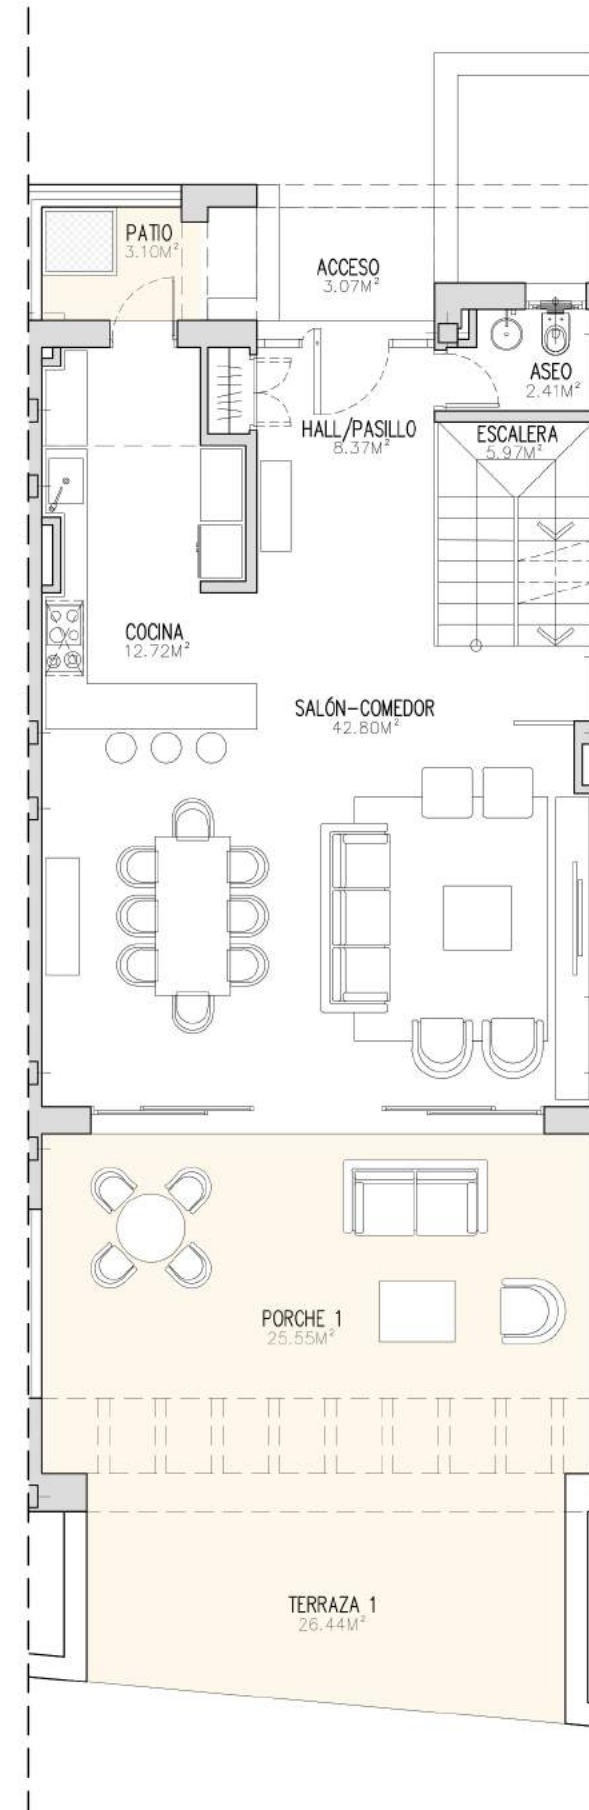 PATIO
3.10M²
ACCESO
3.07M²
ASEO
2.41M²
HALL/PASILLO
8.37M²
ESCALERA
5.97M²
COCINA
12.72M²
SALÓN-COMEDOR
42.80M²
PORCHE 1
25.55M²
TERRAZA 1
26.44M²